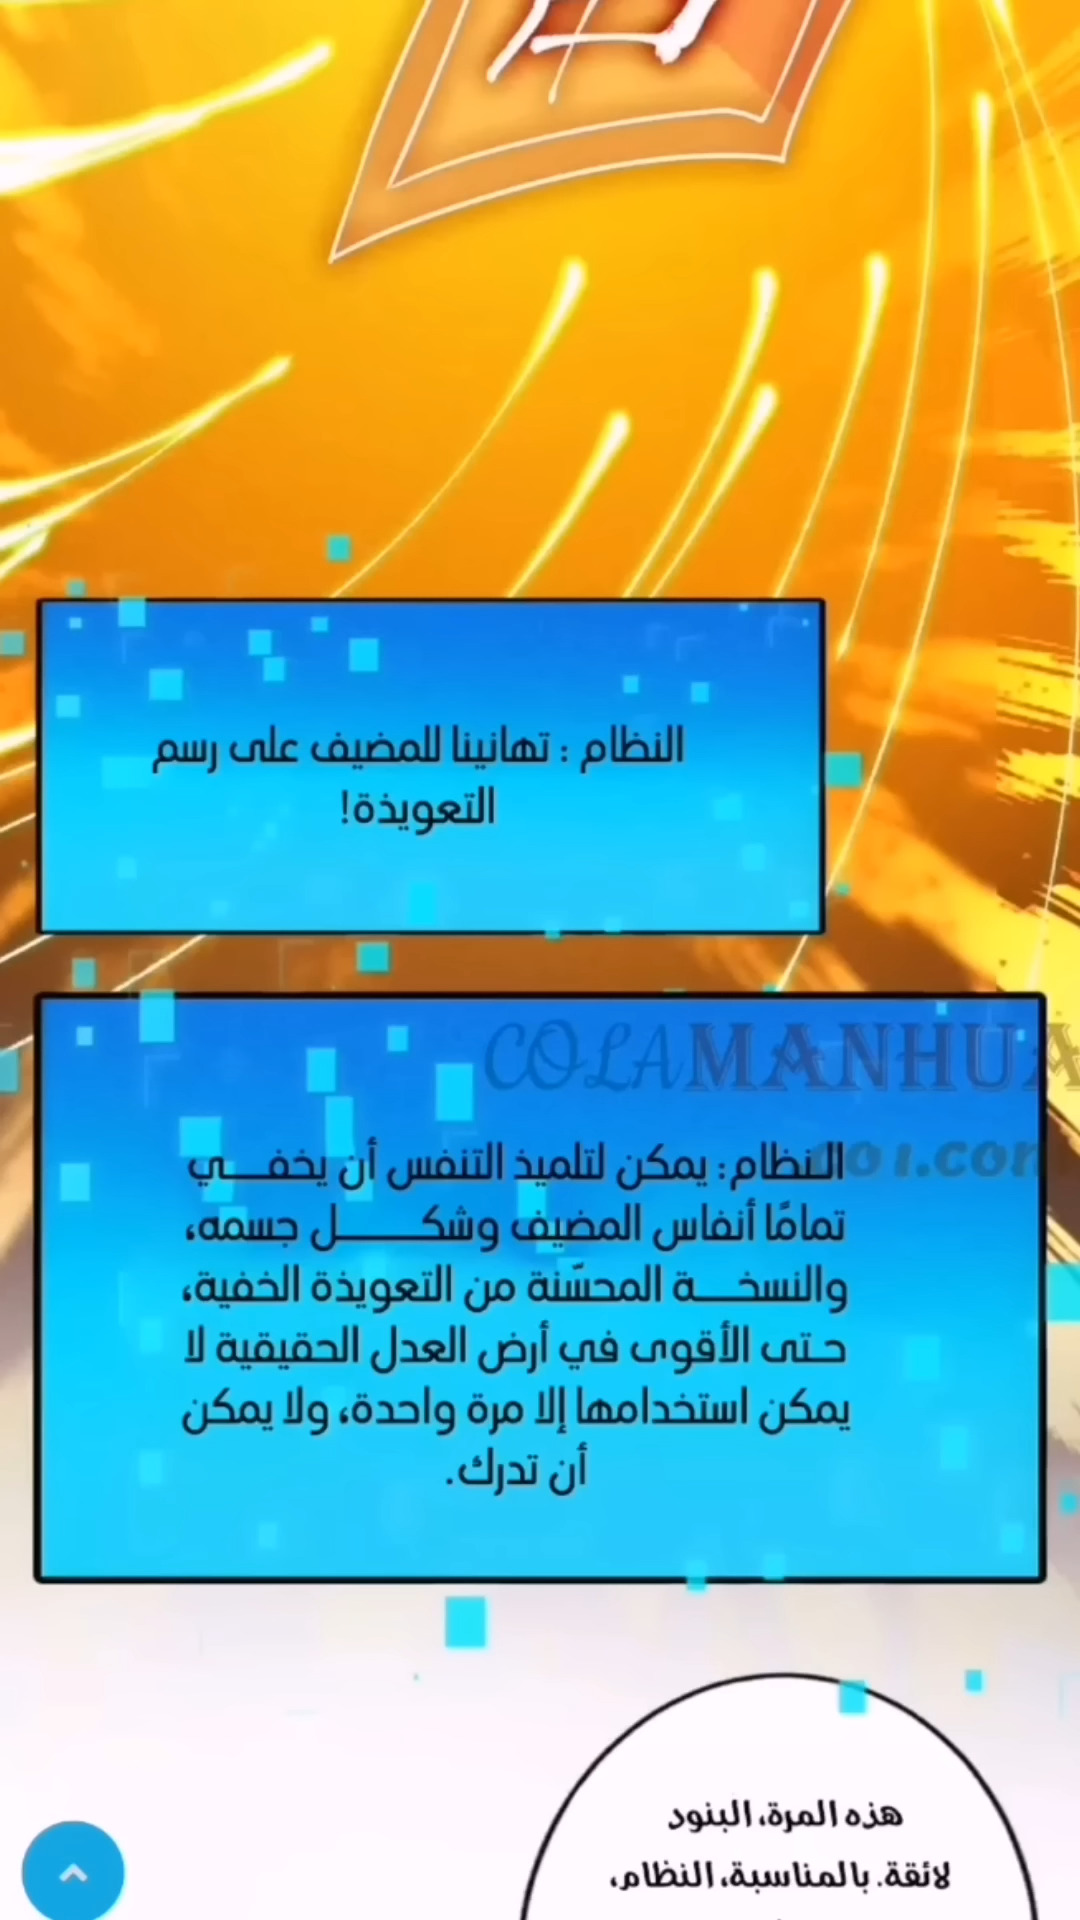 النظام : تهانينا للمضيف على رسم
التعويذة!
COLAMANHUA
النظام: يمكن لتلميذ التنفس أن يخفي
تمامًا أنفاس المضيف وشكل جسمه،
والنسخة المحسّنة من التعويذة الخفية،
حتى الأقوى في أرض العدل الحقيقية لا
يمكن استخدامها إلا مرة واحدة، ولا يمكن
أن تدرك.
هذه المرة، البنود
لائقة. بالمناسبة، النظام،